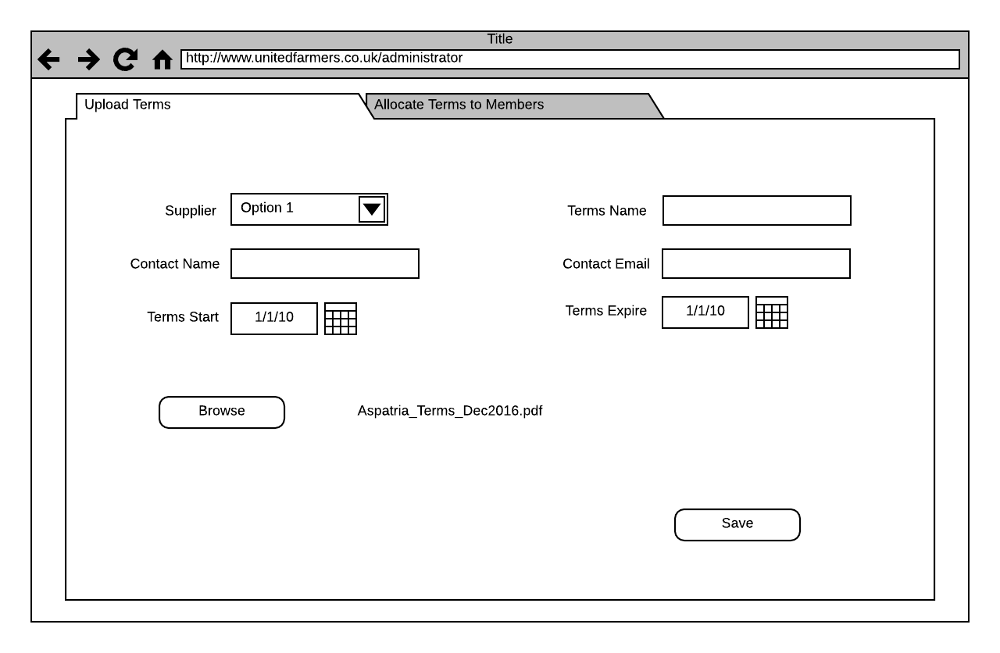 Title
http://www.unitedfarmers.co.uk/administrator
Upload Terms
Allocate Terms to Members
Supplier
Option 1
Terms Name
Contact Name
Contact Email
Terms Start
1/1/10
Terms Expire
1/1/10
Browse
Aspatria_Terms_Dec2016.pdf
Save